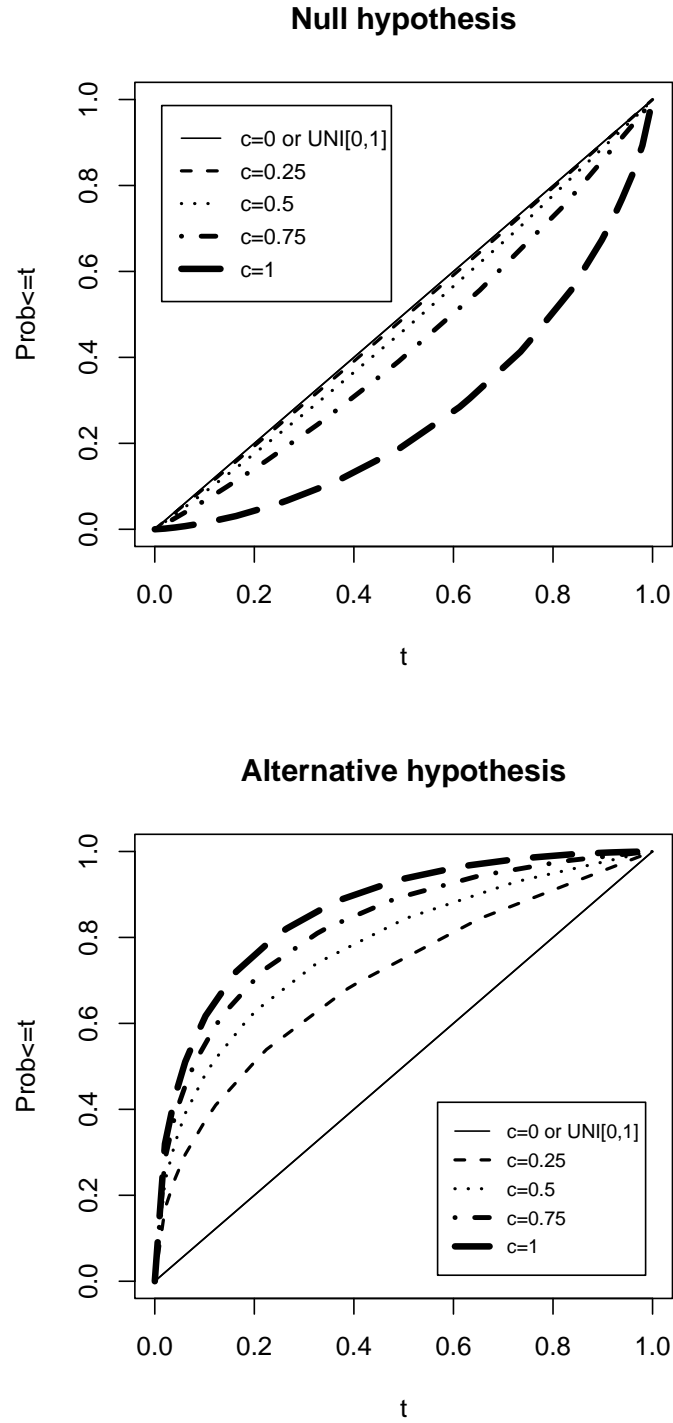 Null hypothesis
Prob<=t
1.0
0.8
0.6
0.4
0.2
0.0
c=0 or UNI[0,1]
c=0.25
c=0.5
c=0.75
c=1
0.0 0.2 0.4 0.6 0.8 1.0
t
Alternative hypothesis
Prob<=t
1.0
0.8
0.6
0.4
0.2
0.0
c=0 or UNI[0,1]
c=0.25
c=0.5
c=0.75
c=1
0.0 0.2 0.4 0.6 0.8 1.0
t